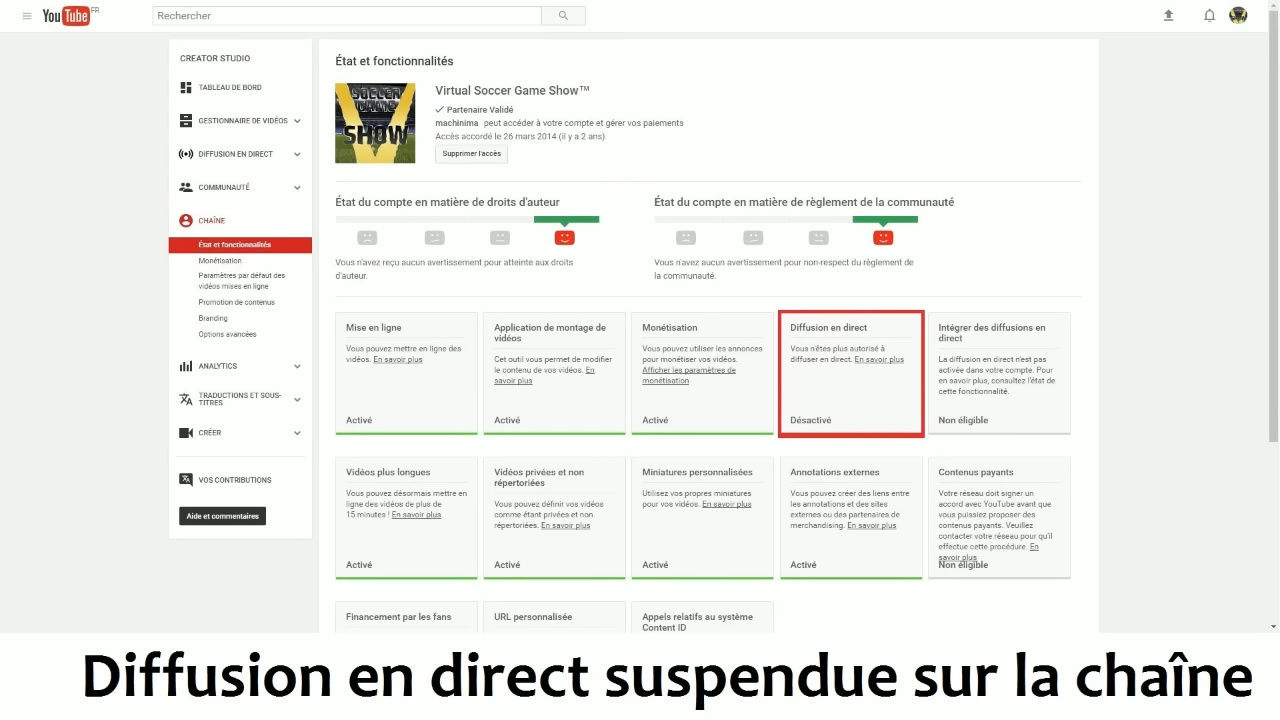 YouTube FR
Rechercher
CREATOR STUDIO
TABLEAU DE BORD
GESTIONNAIRE DE VIDÉOS
DIFFUSION EN DIRECT
COMMUNAUTÉ
CHAÎNE
État et fonctionnalités
Monétisation
Paramètres par défaut des
vidéos mises en ligne
Promotion de contenus
Branding
Options avancées
ANALYTICS
TRADUCTIONS ET SOUS-
TITRES
CRÉER
VOS CONTRIBUTIONS
Aide et commentaires
État et fonctionnalités
SOCCER
GAME
SHOW
Virtual Soccer Game Show™
Partenaire Validé
machinima peut accéder à votre compte et gérer vos paiements
Accès accordé le 26 mars 2014 (il y a 2 ans)
Supprimer l'accès
État du compte en matière de droits d'auteur
Vous n'avez reçu aucun avertissement pour atteinte aux droits
d'auteur.
État du compte en matière de règlement de la communauté
Vous n'avez aucun avertissement pour non-respect du règlement de
la communauté.
Mise en ligne
Vous pouvez mettre en ligne des
vidéos. En savoir plus
Activé
Application de montage de
vidéos
Cet outil vous permet de modifier
le contenu de vos vidéos. En
savoir plus
Activé
Monétisation
Vous pouvez utiliser les annonces
pour monétiser vos vidéos.
Afficher les paramètres de
monétisation
Activé
Diffusion en direct
Vous n'êtes plus autorisé à
diffuser en direct. En savoir plus
Désactivé
Intégrer des diffusions en
direct
La diffusion en direct n'est pas
activée dans votre compte. Pour
en savoir plus, consultez l'état de
cette fonctionnalité.
Non éligible
Vidéos plus longues
Vous pouvez désormais mettre en
ligne des vidéos de plus de
15 minutes ! En savoir plus
Activé
Vidéos privées et non
répertoriées
Vous pouvez définir vos vidéos
comme étant privées et non
répertoriées. En savoir plus
Activé
Miniatures personnalisées
Utilisez vos propres miniatures
pour vos vidéos. En savoir plus
Activé
Annotations externes
Vous pouvez créer des liens entre
les annotations et des sites
externes ou des partenaires de
merchandising. En savoir plus
Activé
Contenus payants
Votre réseau doit signer un
accord avec YouTube avant que
vous puissiez proposer des
contenus payants. Veuillez
contacter votre réseau pour qu'il
effectue cette procédure. En
savoir plus
Non éligible
Financement par les fans
URL personnalisée
Appels relatifs au système
Content ID
Diffusion en direct suspendue sur la chaîne